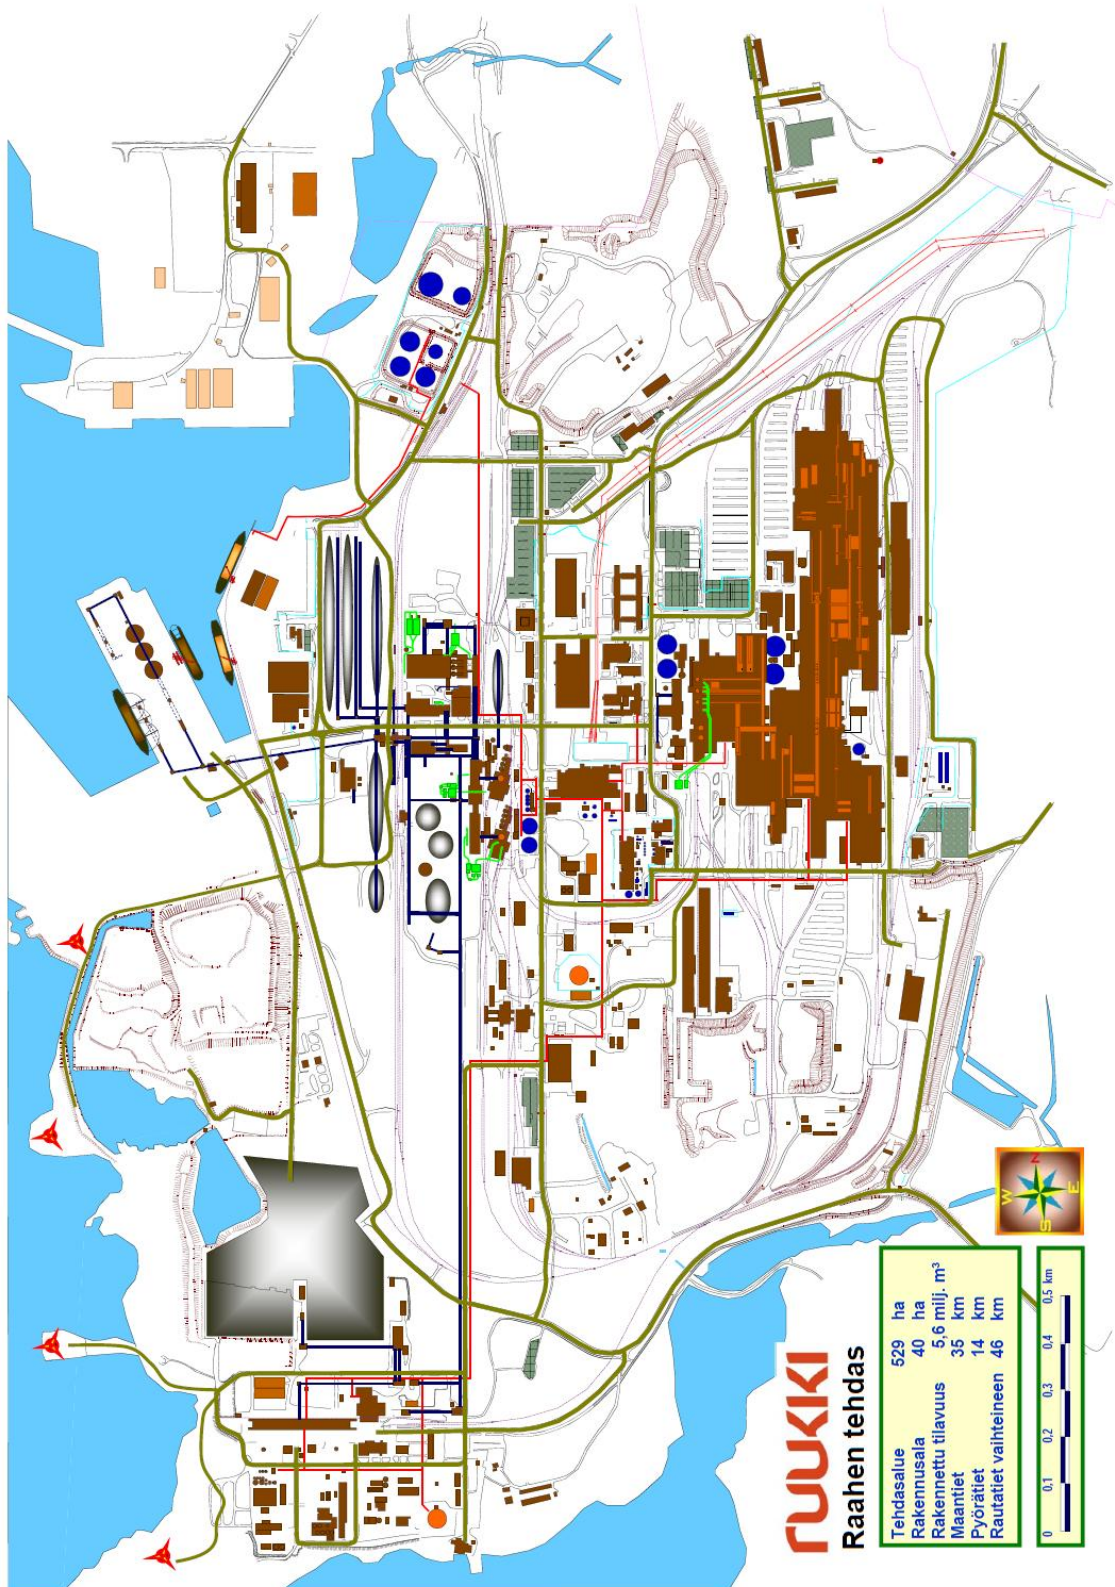 ruukki
Raahen tehdas
Tehdasalue 529 ha
Rakennusala 40 ha
Rakennettu tilavuus 5,6 milj. m³
Maantiet 35 km
Pyörätiet 14 km
Rautatiet vaihteineen 46 km
0 0,1 0,2 0,3 0,4 0,5 km
W
N
S
E